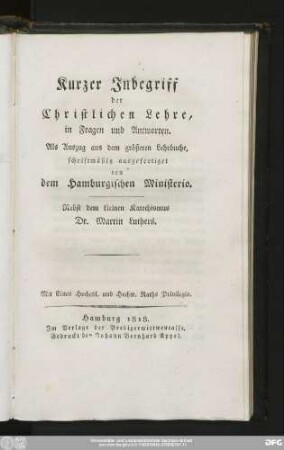 Kurzer Inbegriff
der
Christlichen Lehre,
in Fragen und Antworten.
Als Auszug aus dem größeren Lehrbuche,
schriftmäßig ausgefertiget
von
dem Hamburgischen Ministerio.
Nebst dem kleinen Katechismus
Dr. Martin Luthers.
Mit Eines Hochedl. und Hochw. Raths Privilegio.
Hamburg 1818.
Im Verlage der Predigerwittwencasse.
Gedruckt bey Johann Bernhard Appel.